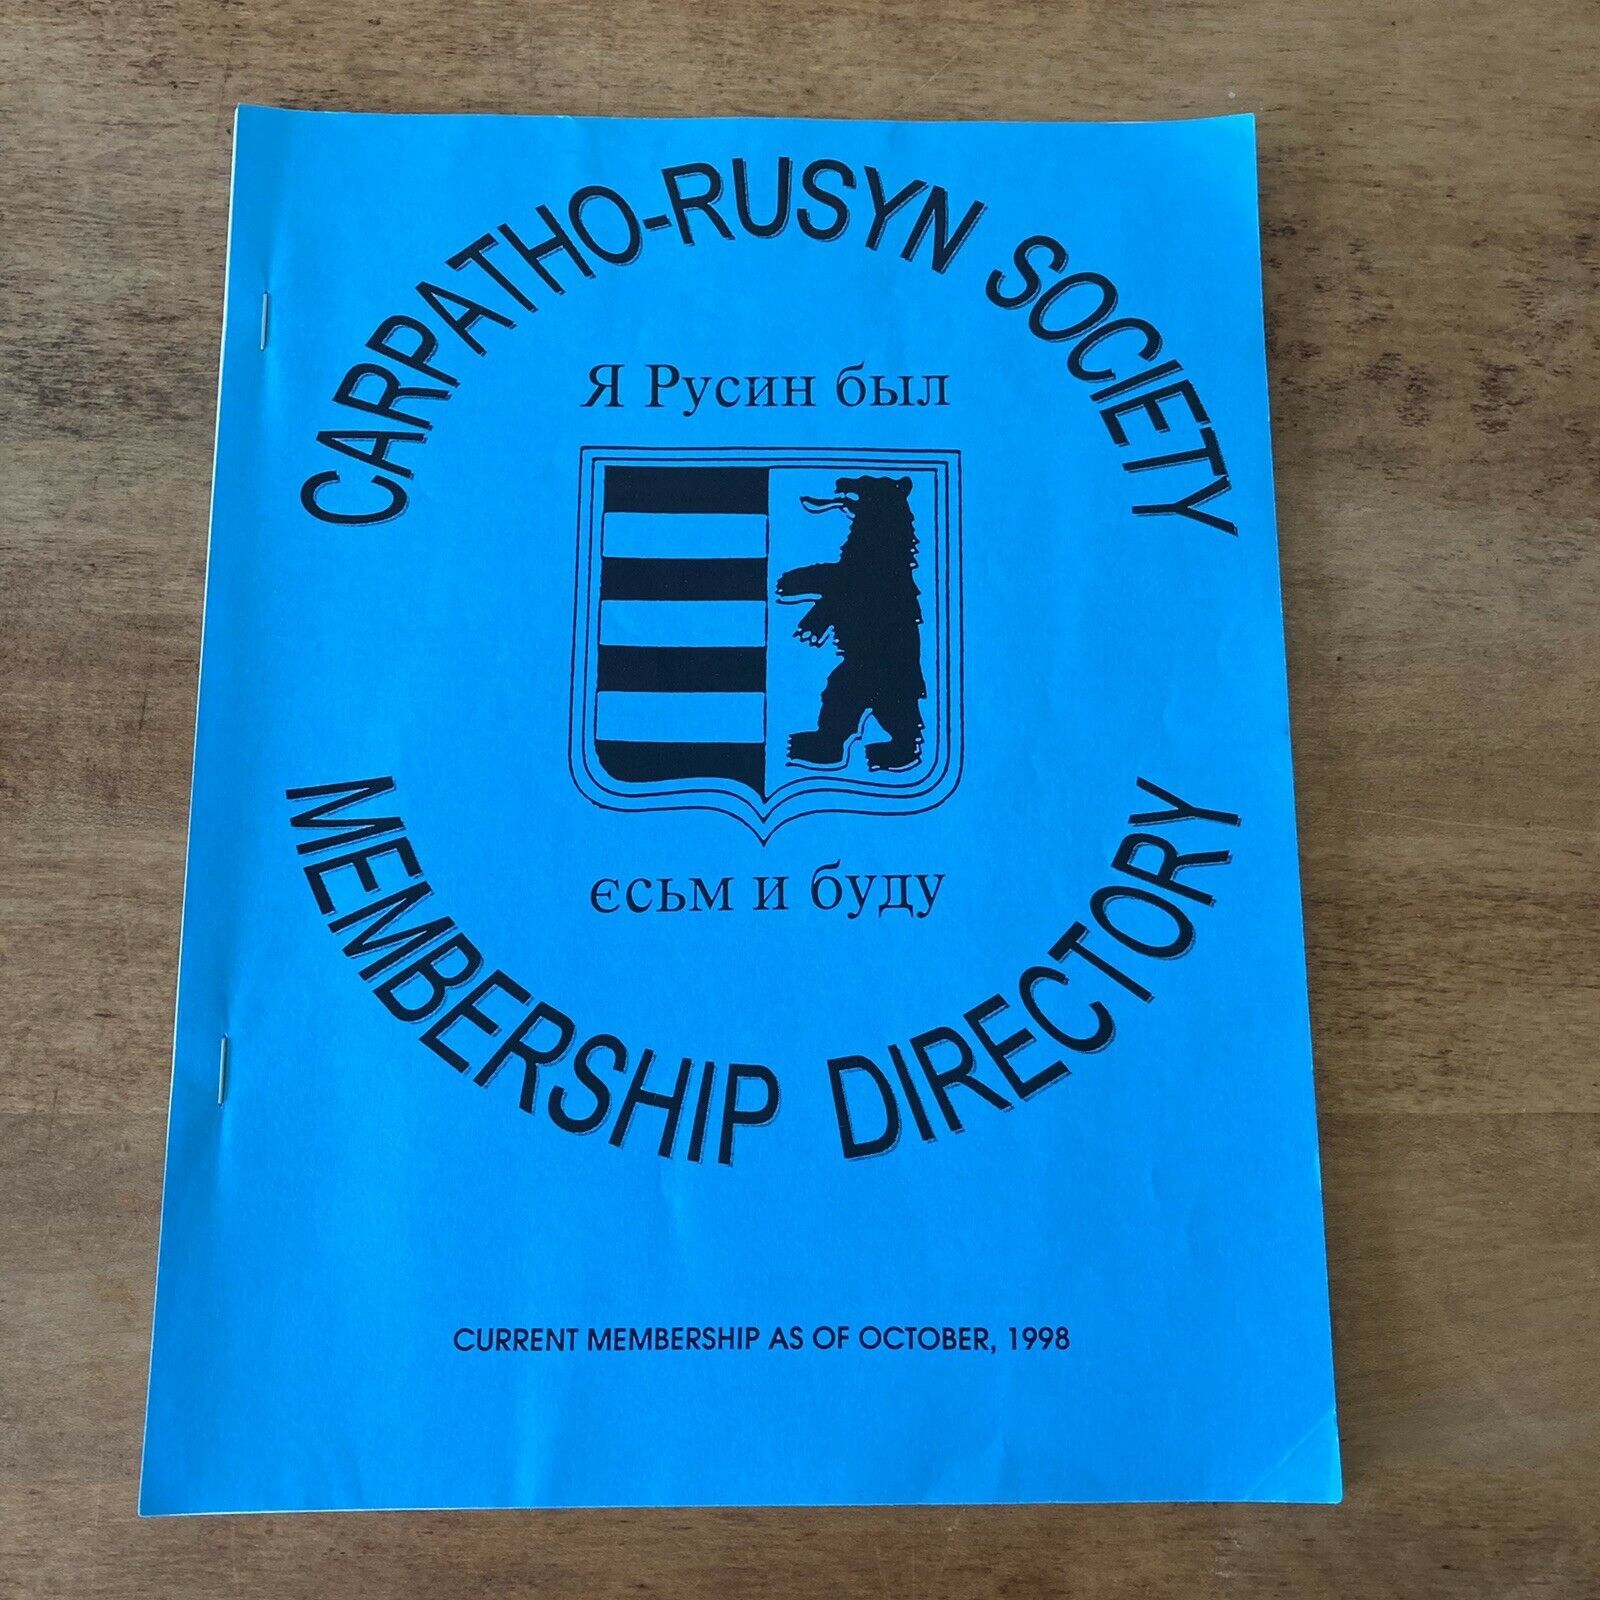 CARPATHO-RUSYN SOCIETY
Я Русин был
єсьм и буду
MEMBERSHIP DIRECTORY
CURRENT MEMBERSHIP AS OF OCTOBER, 1998